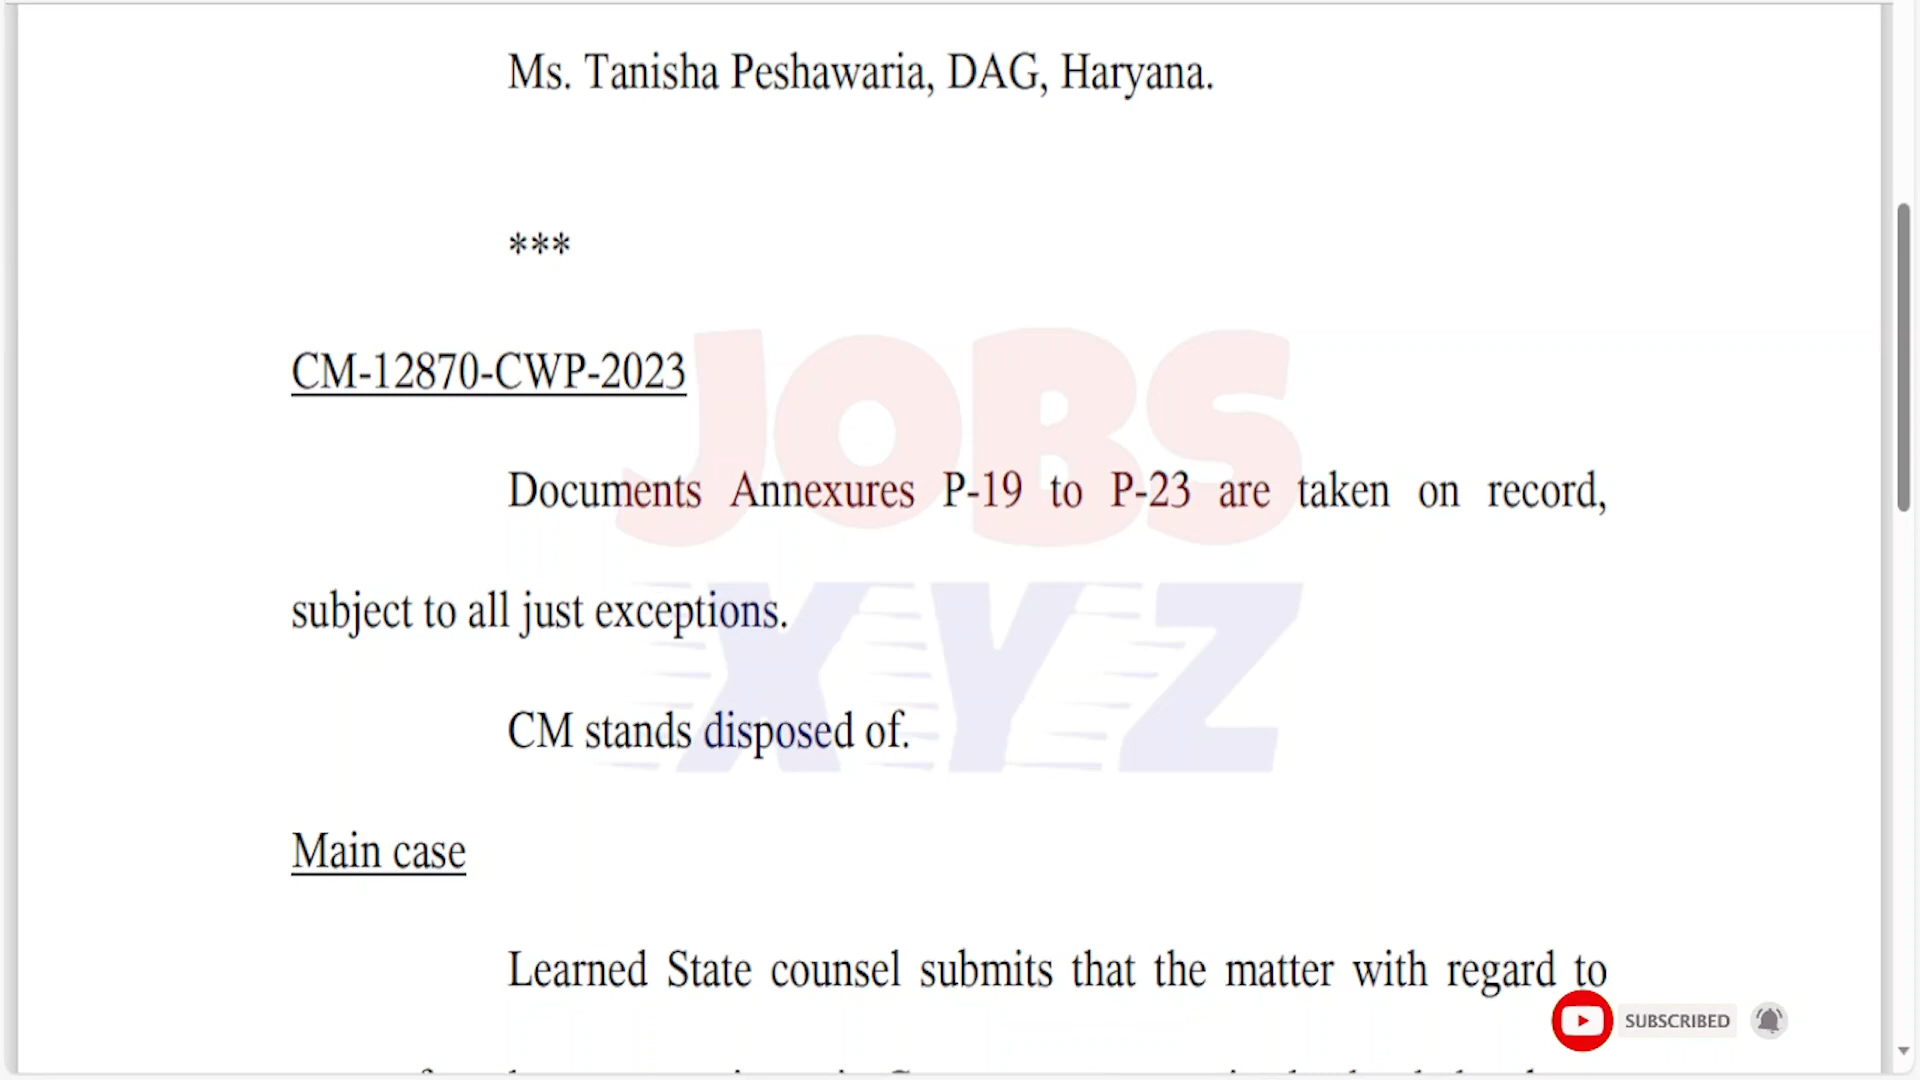 Ms. Tanisha Peshawaria, DAG, Haryana.
***
CM-12870-CWP-2023
JOBS
Documents Annexures P-19 to P-23 are taken on record,
subject to all just exceptions.
XYZ
CM stands disposed of.
Main case
Learned State counsel submits that the matter with regard to
SUBSCRIBED